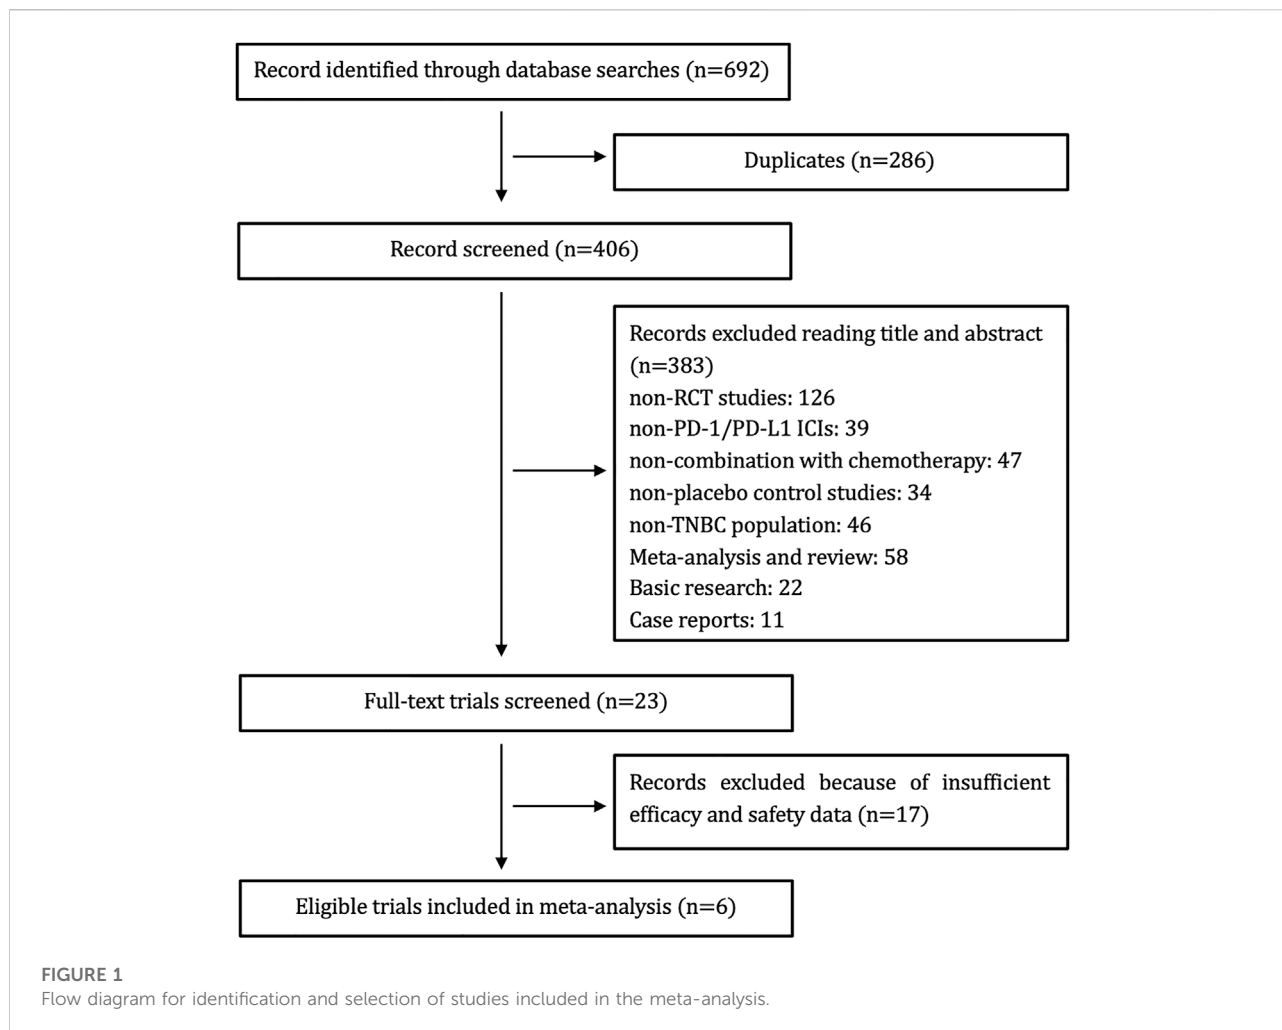 Record identified through database searches (n=692)
Duplicates (n=286)
Record screened (n=406)
Records excluded reading title and abstract
(n=383)
non-RCT studies: 126
non-PD-1/PD-L1 ICIs: 39
non-combination with chemotherapy: 47
non-placebo control studies: 34
non-TNBC population: 46
Meta-analysis and review: 58
Basic research: 22
Case reports: 11
Full-text trials screened (n=23)
Records excluded because of insufficient
efficacy and safety data (n=17)
Eligible trials included in meta-analysis (n=6)
FIGURE 1
Flow diagram for identification and selection of studies included in the meta-analysis.